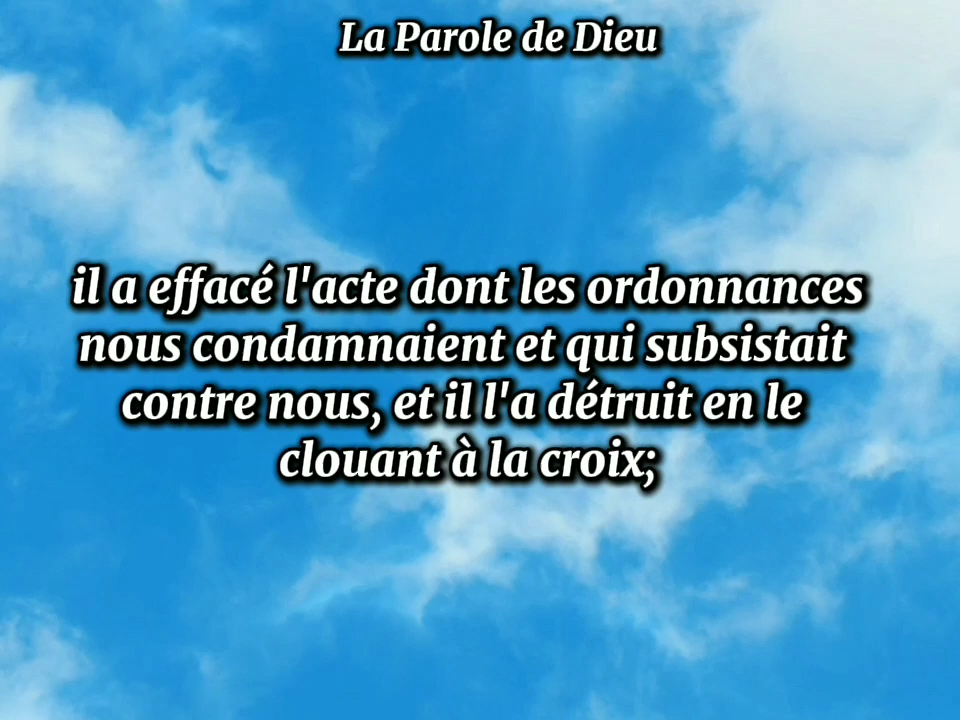 La Parole de Dieu
il a effacé l'acte dont les ordonnances
nous condamnaient et qui subsistait
contre nous, et il l'a détruit en le
clouant à la croix;